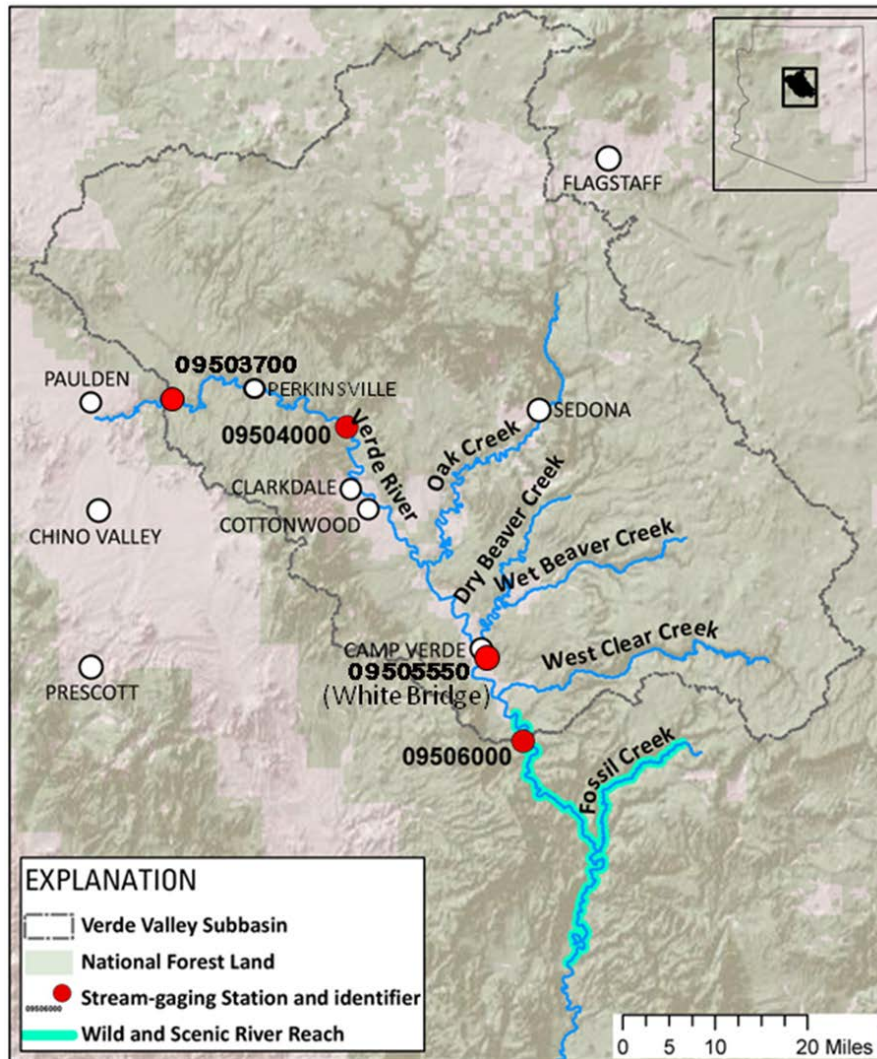 FLAGSTAFF
09503700
PAULDEN
PERKINSVILLE
SEDONA
09504000
Verde River
Oak Creek
CLARKDALE
COTTONWOOD
CHINO VALLEY
Dry Beaver Creek
Wet Beaver Creek
CAMP VERDE
09505550
(White Bridge)
West Clear Creek
PRESCOTT
09506000
Fossil Creek
EXPLANATION
Verde Valley Subbasin
National Forest Land
Stream-gaging Station and identifier
09506000
Wild and Scenic River Reach
0 5 10 20 Miles